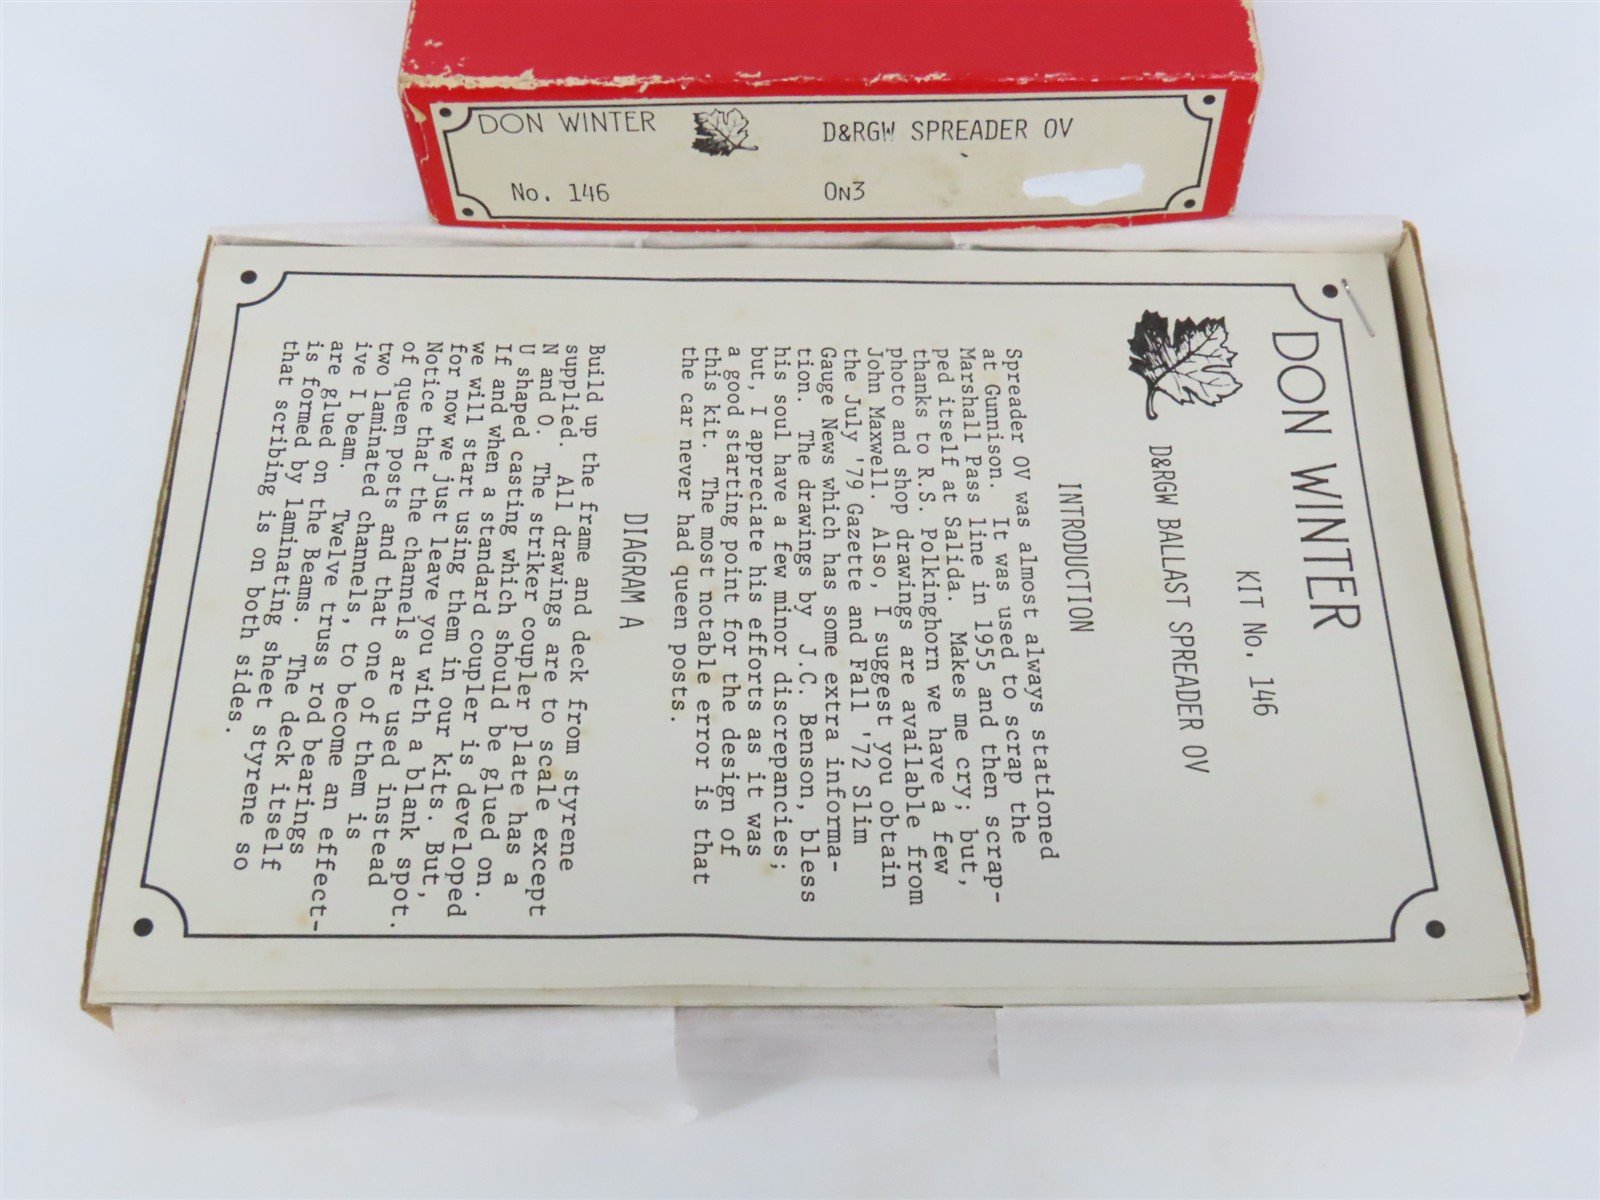 DON WINTER
D&RGW SPREADER OV
No. 146
On3
DON WINTER
KIT No. 146
D&RGW BALLAST SPREADER OV
INTRODUCTION
Spreader OV was almost always stationed
at Gunnison. It was used to scrap the
Marshall Pass line in 1955 and then scrap-
ped itself at Salida. Makes me cry; but,
thanks to R.S. Polkinghorn we have a few
photo and shop drawings are available from
John Maxwell. Also, I suggest you obtain
the July '79 Gazette and Fall '72 Slim
Gauge News which has some extra informa-
tion. The drawings by J.C. Benson, bless
his soul have a few minor discrepancies;
but, I appreciate his efforts as it was
a good starting point for the design of
this kit. The most notable error is that
the car never had queen posts.
DIAGRAM A
Build up the frame and deck from styrene
supplied. All drawings are to scale except
N and O. The striker coupler plate has a
U shaped casting which should be glued on.
If and when a standard coupler is developed
we will start using them in our kits. But,
for now we just leave you with a blank spot.
Notice that the channels are used instead
of queen posts and that one of them is
two laminated channels, to become an effect-
ive I beam. Twelve truss rod bearings
are glued on the Beams. The deck itself
is formed by laminating sheet styrene so
that scribing is on both sides.